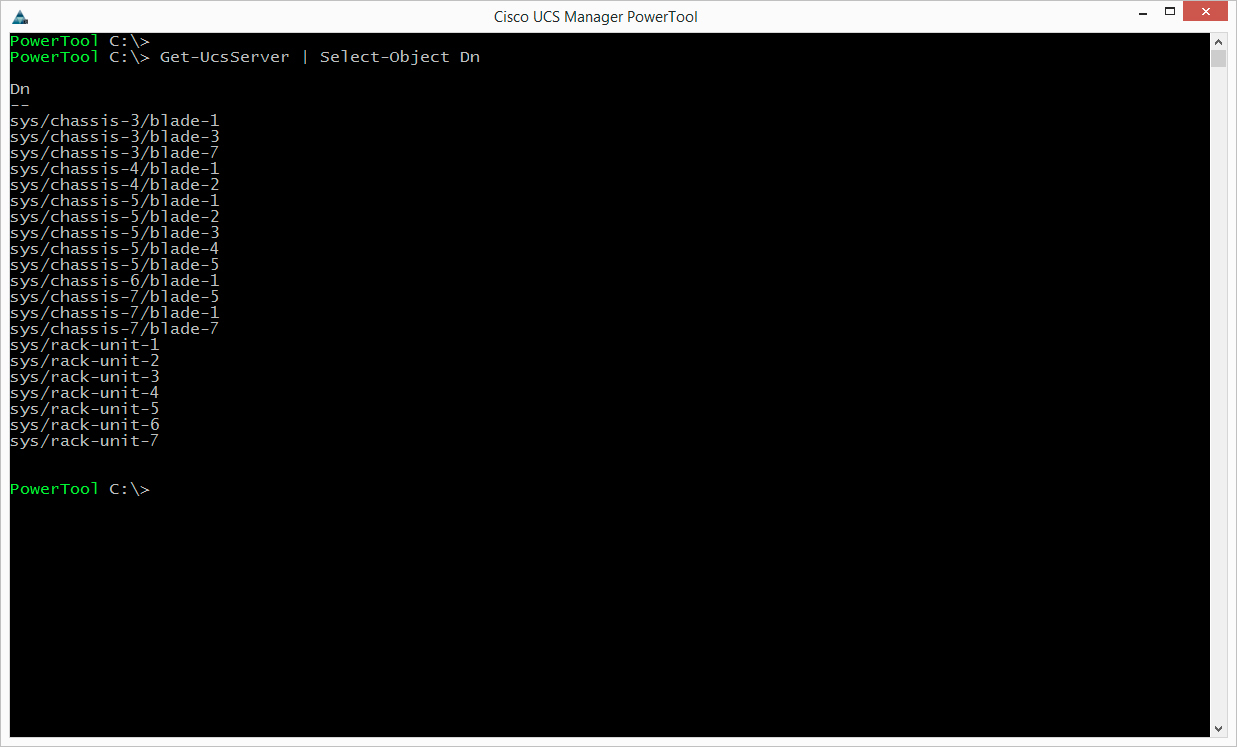 Cisco UCS Manager PowerTool
PowerTool C:\>
PowerTool C:\> Get-UcsServer | Select-Object Dn
Dn
--
sys/chassis-3/blade-1
sys/chassis-3/blade-3
sys/chassis-3/blade-7
sys/chassis-4/blade-1
sys/chassis-4/blade-2
sys/chassis-5/blade-1
sys/chassis-5/blade-2
sys/chassis-5/blade-3
sys/chassis-5/blade-4
sys/chassis-5/blade-5
sys/chassis-6/blade-1
sys/chassis-7/blade-5
sys/chassis-7/blade-1
sys/chassis-7/blade-7
sys/rack-unit-1
sys/rack-unit-2
sys/rack-unit-3
sys/rack-unit-4
sys/rack-unit-5
sys/rack-unit-6
sys/rack-unit-7
PowerTool C:\>